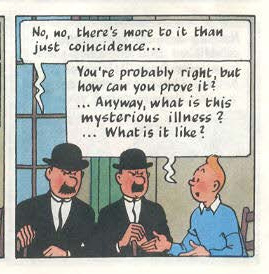 No, no, there's more to it than
just coincidence...
You're probably right, but
how can you prove it?
... Anyway, what is this
mysterious illness?
... What is it like?